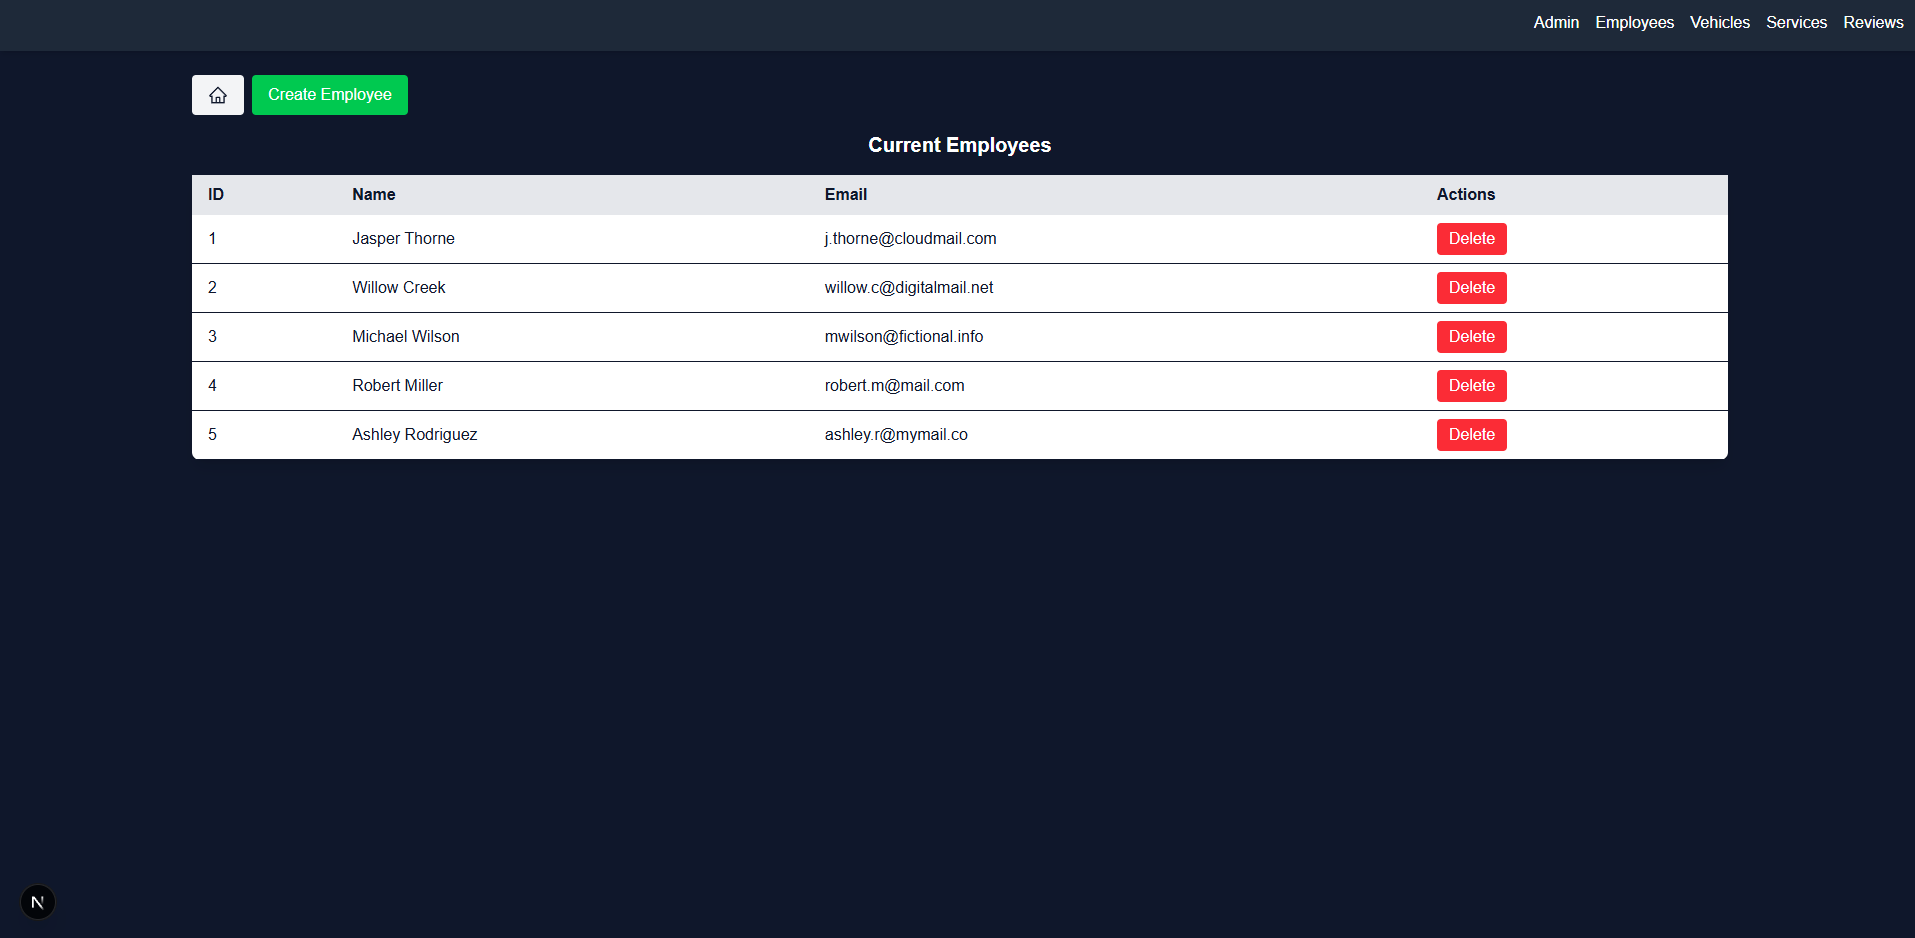 Admin Employees Vehicles Services Reviews
Create Employee
Current Employees
ID Name Email Actions
1 Jasper Thorne j.thorne@cloudmail.com Delete
2 Willow Creek willow.c@digitalmail.net Delete
3 Michael Wilson mwilson@fictional.info Delete
4 Robert Miller robert.m@mail.com Delete
5 Ashley Rodriguez ashley.r@mymail.co Delete
N